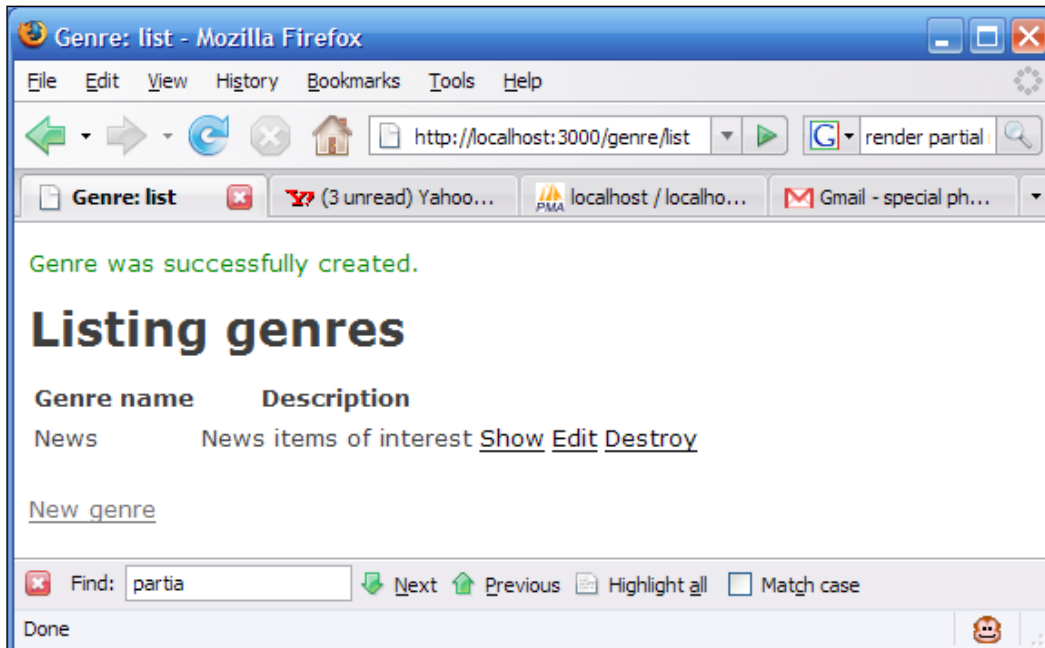 Genre: list - Mozilla Firefox
File Edit View History Bookmarks Tools Help
http://localhost:3000/genre/list G render partial
Genre: list (3 unread) Yahoo... PMA localhost / localho... Gmail - special ph...
Genre was successfully created.
Listing genres
Genre name Description
News News items of interest Show Edit Destroy
New genre
Find: partia Next Previous Highlight all Match case
Done